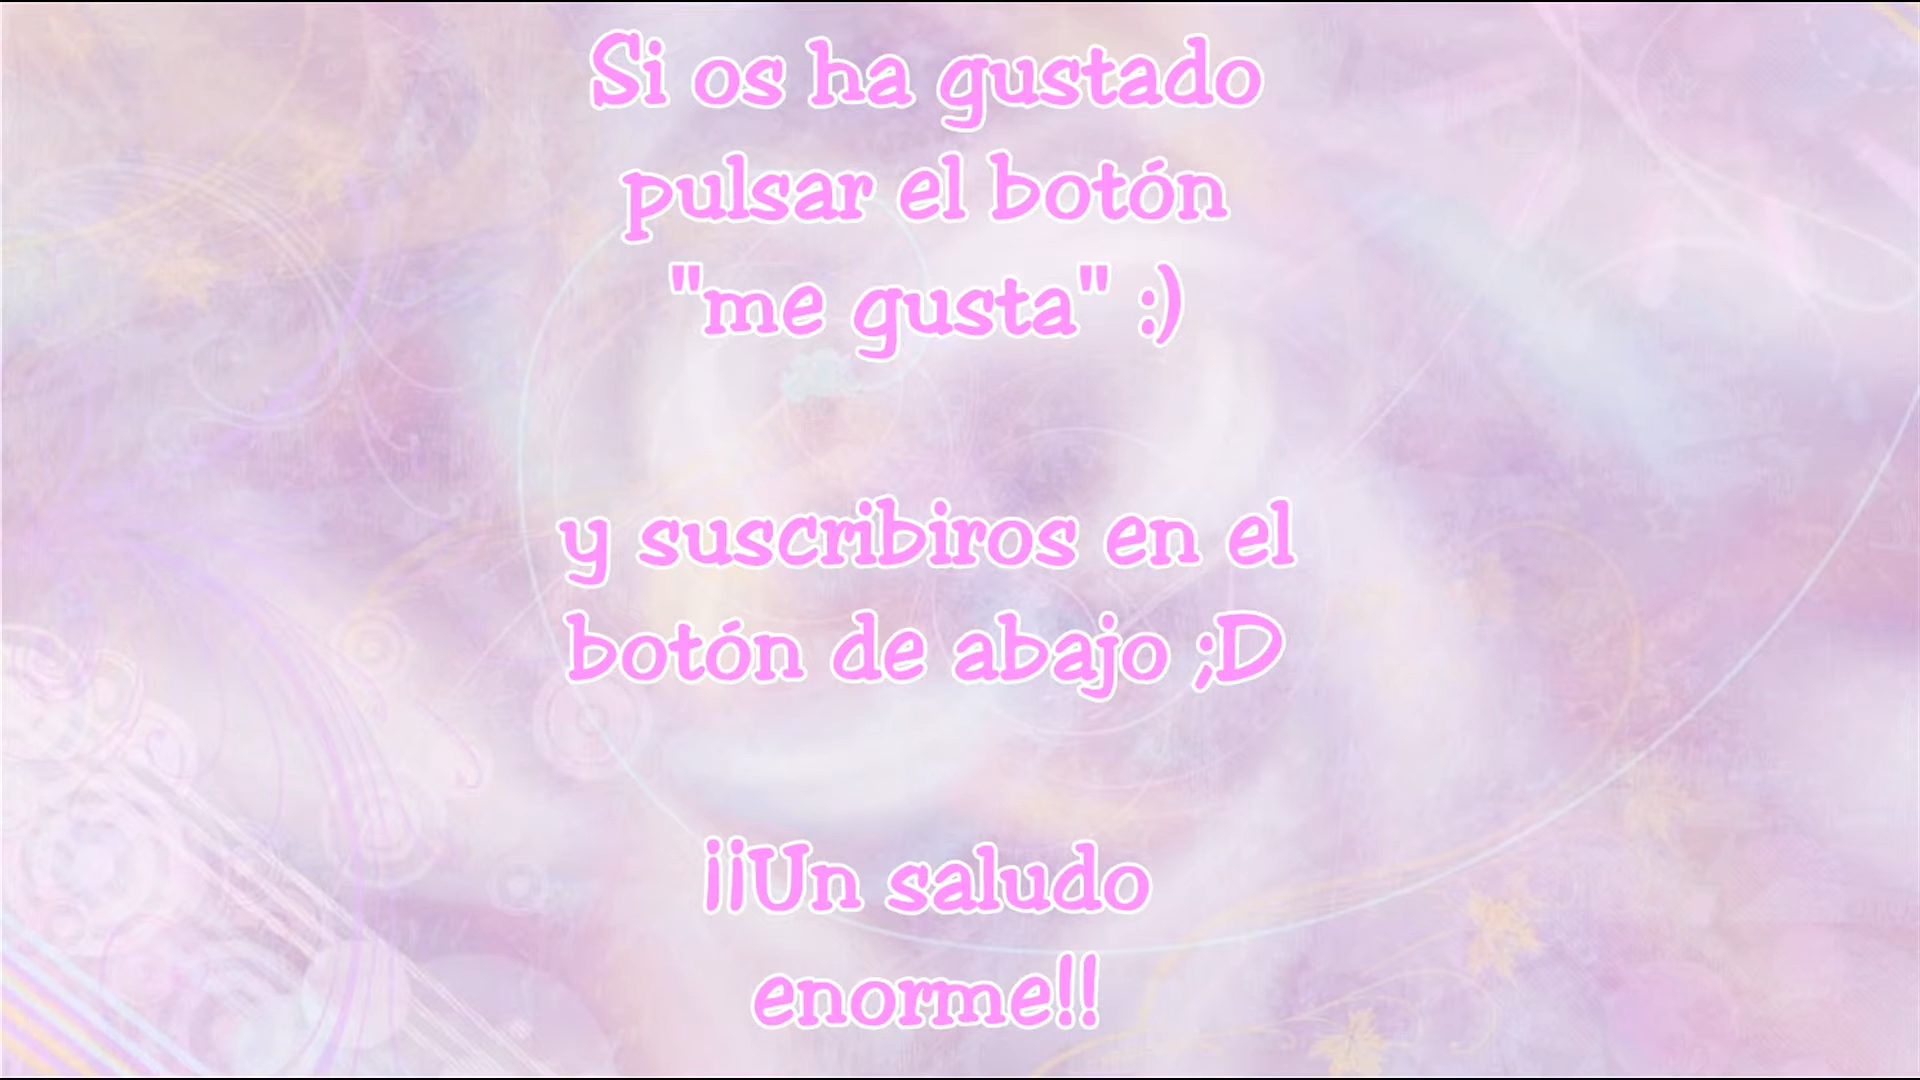 Si os ha gustado
pulsar el botón
"me gusta" :)
y suscribiros en el
botón de abajo ;D
¡¡Un saludo
enorme!!